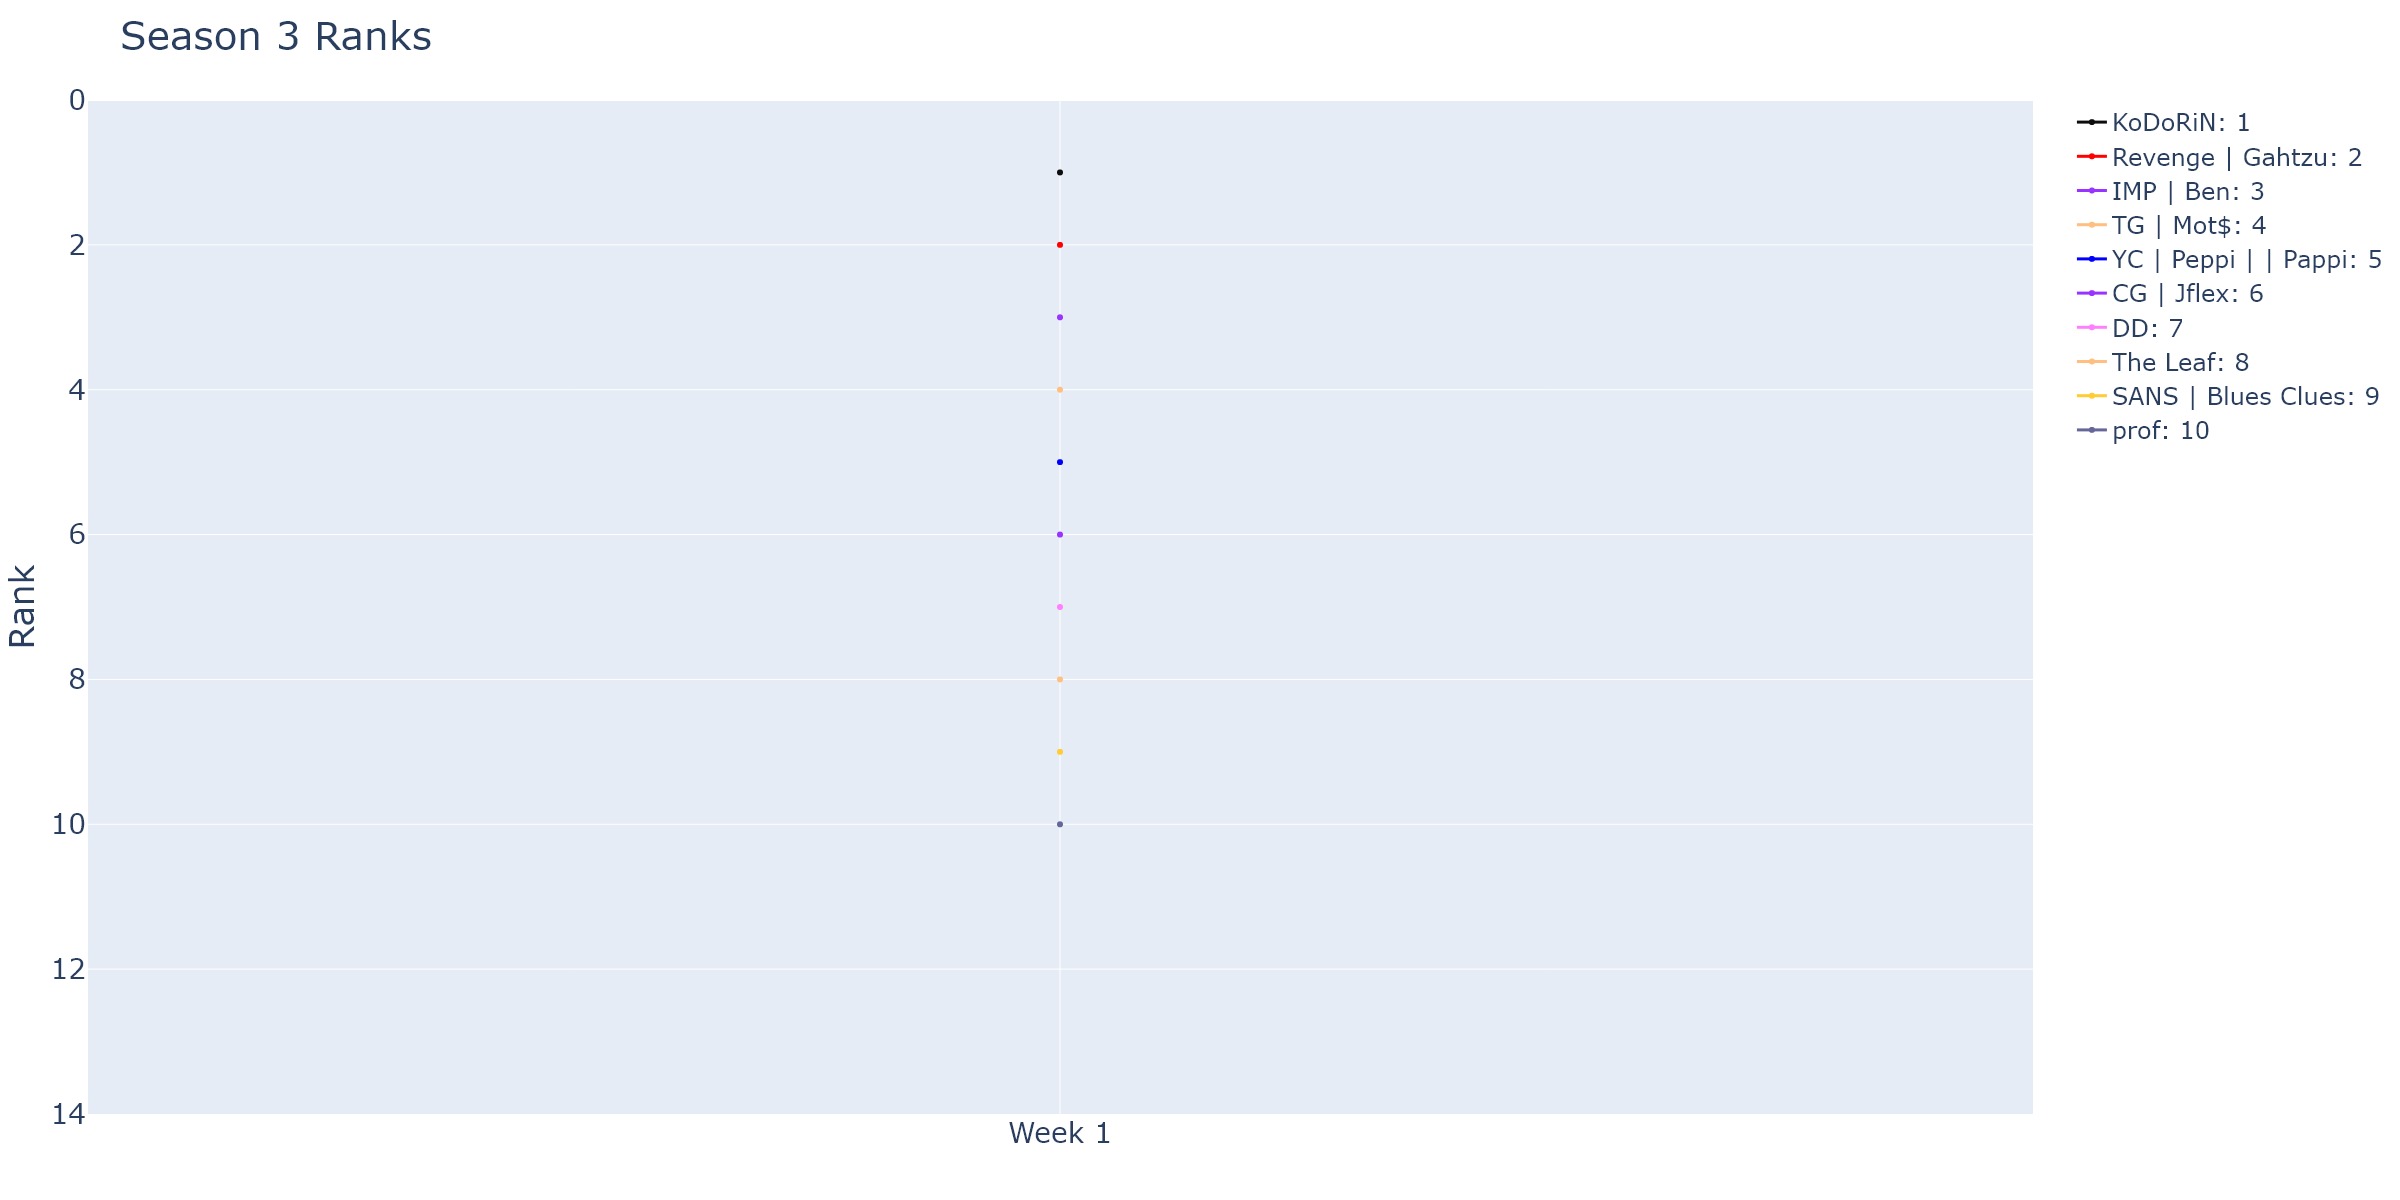 Season 3 Ranks
0
2
4
6
8
10
12
14
Rank
Week 1
KoDoRiN: 1
Revenge | Gahtzu: 2
IMP | Ben: 3
TG | Mot$: 4
YC | Peppi | | Pappi: 5
CG | Jflex: 6
DD: 7
The Leaf: 8
SANS | Blues Clues: 9
prof: 10